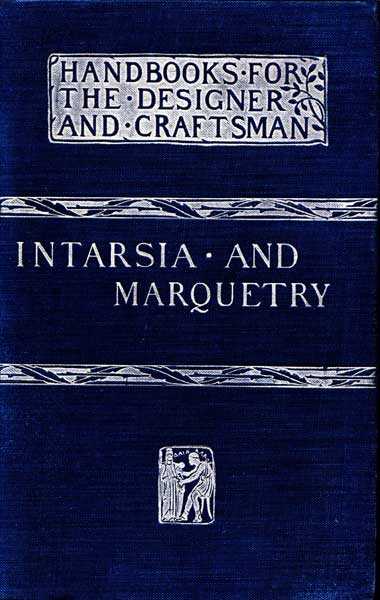 HANDBOOKS·FOR
THE·DESIGNER
AND·CRAFTSMAN
INTARSIA·AND
MARQUETRY